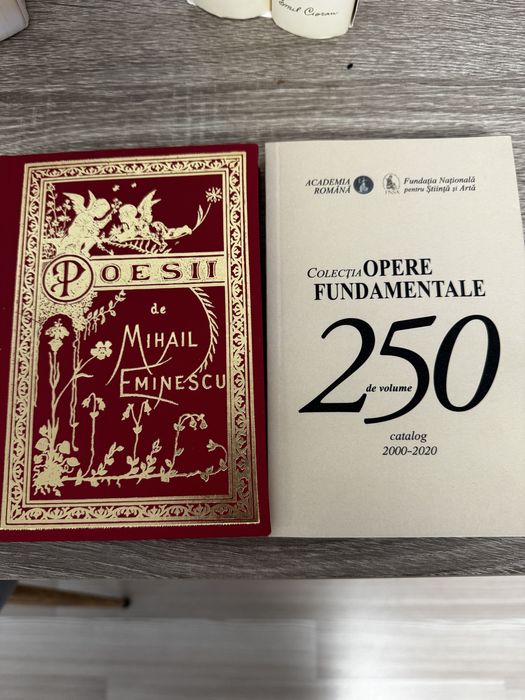 Emil Cioran
POESII
de
MIHAIL
EMINESCU
ACADEMIA
ROMÂNĂ
Fundația Națională
pentru Știință și Artă
FNSA
COLECȚIA OPERE
FUNDAMENTALE
250
de volume
catalog
2000-2020